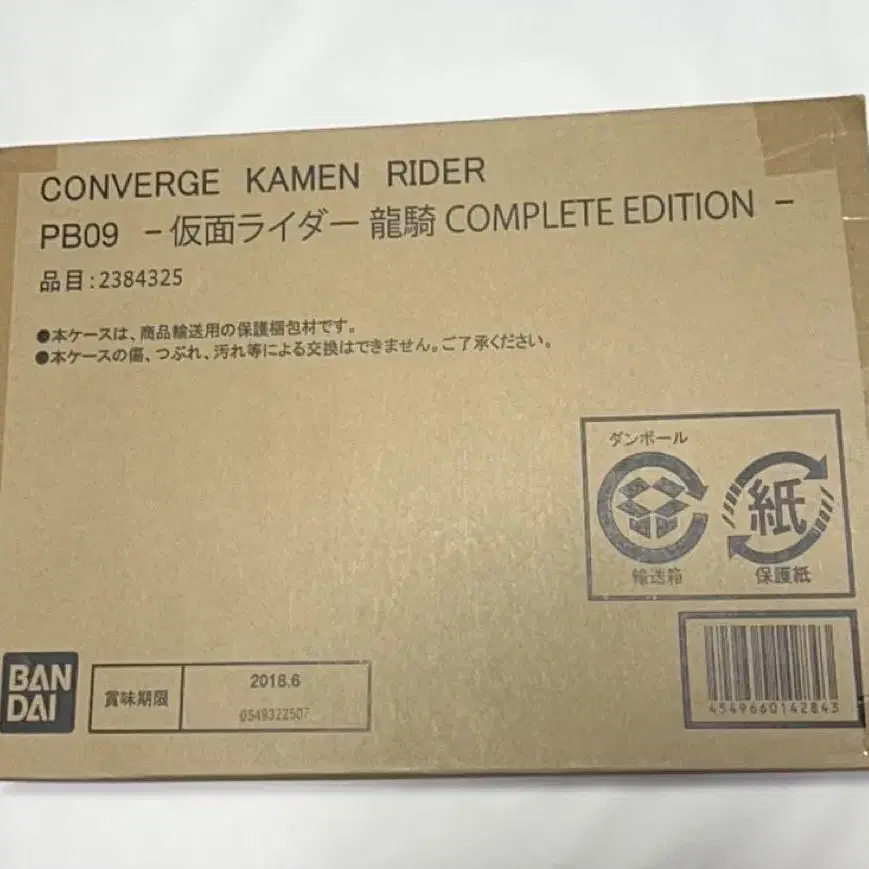 CONVERGE KAMEN RIDER
PB09 -仮面ライダー 龍騎 COMPLETE EDITION -
品目:2384325
●本ケースは、商品輸送用の保護梱包材です。
●本ケースの傷、つぶれ、汚れ等による交換はできません。ご了承ください。
ダンボール
紙
輸送箱
保護紙
4549660142843
BAN
DAI
賞味期限
2018.6
0549322507